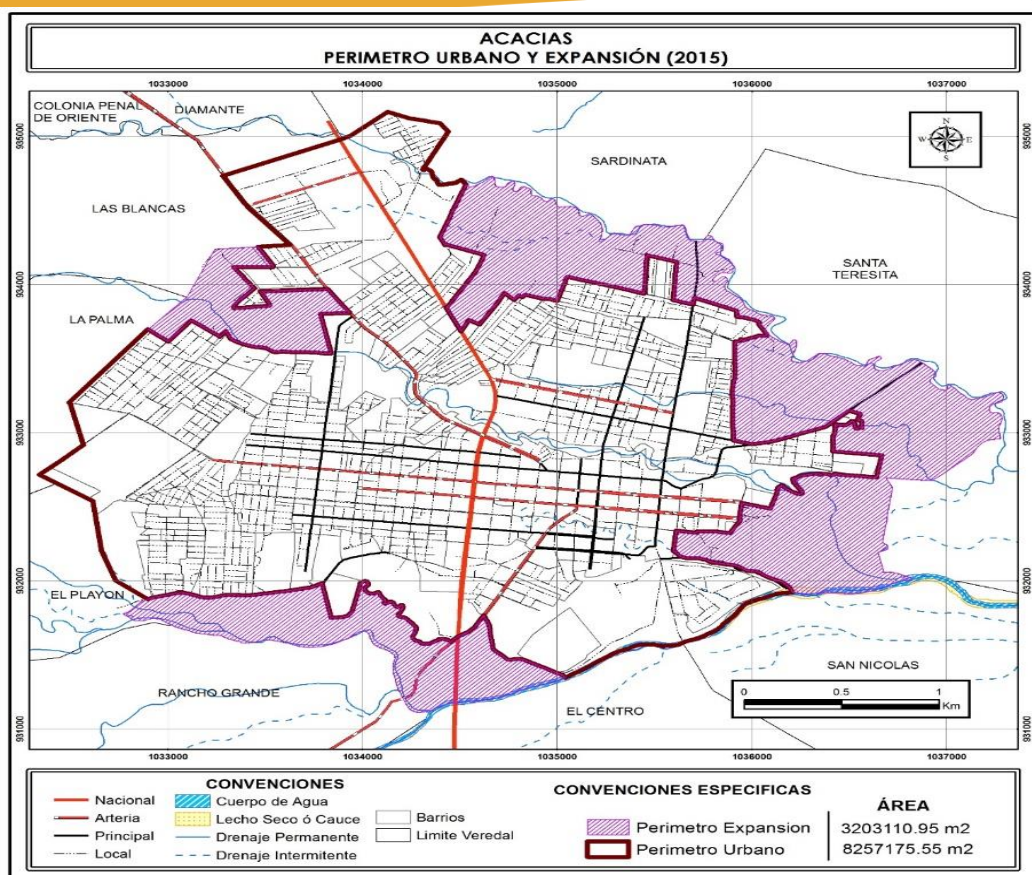 ACACIAS
PERIMETRO URBANO Y EXPANSIÓN (2015)
1033000 1034000 1035000 1036000 1037000
COLONIA PENAL
DE ORIENTE
DIAMANTE
935000 935000
N
W E
S
SARDINATA
LAS BLANCAS
SANTA
TERESITA
934000 934000
LA PALMA
933000 933000
932000 932000
EL PLAYON
SAN NICOLAS
RANCHO GRANDE
EL CENTRO
0 0.5 1
Km
931000 931000
1033000 1034000 1035000 1036000 1037000
CONVENCIONES
Nacional
Arteria
Principal
Local
Cuerpo de Agua
Lecho Seco ó Cauce
Drenaje Permanente
Drenaje Intermitente
Barrios
Limite Veredal
CONVENCIONES ESPECIFICAS
ÁREA
Perimetro Expansion 3203110.95 m2
Perimetro Urbano 8257175.55 m2